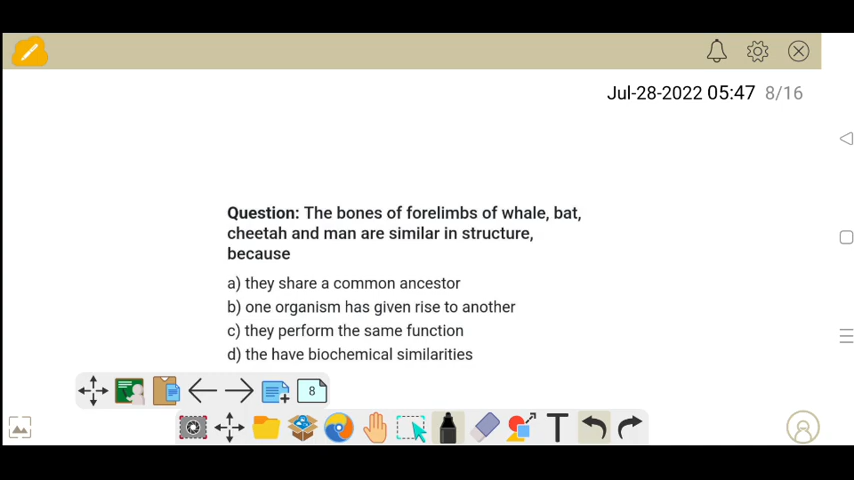 Jul-28-2022 05:47 8/16
Question: The bones of forelimbs of whale, bat,
cheetah and man are similar in structure,
because
a) they share a common ancestor
b) one organism has given rise to another
c) they perform the same function
d) the have biochemical similarities
8
T